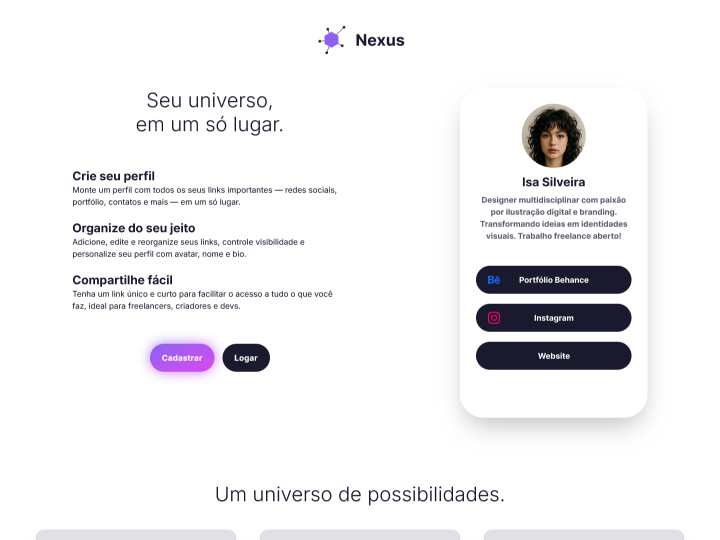 Nexus
Seu universo,
em um só lugar.
Crie seu perfil
Monte um perfil com todos os seus links importantes — redes sociais,
portfólio, contatos e mais — em um só lugar.
Organize do seu jeito
Adicione, edite e reorganize seus links, controle visibilidade e
personalize seu perfil com avatar, nome e bio.
Compartilhe fácil
Tenha um link único e curto para facilitar o acesso a tudo o que você
faz, ideal para freelancers, criadores e devs.
Cadastrar
Logar
Isa Silveira
Designer multidisciplinar com paixão
por ilustração digital e branding.
Transformando ideias em identidades
visuais. Trabalho freelance aberto!
Bē Portfólio Behance
Instagram
Website
Um universo de possibilidades.